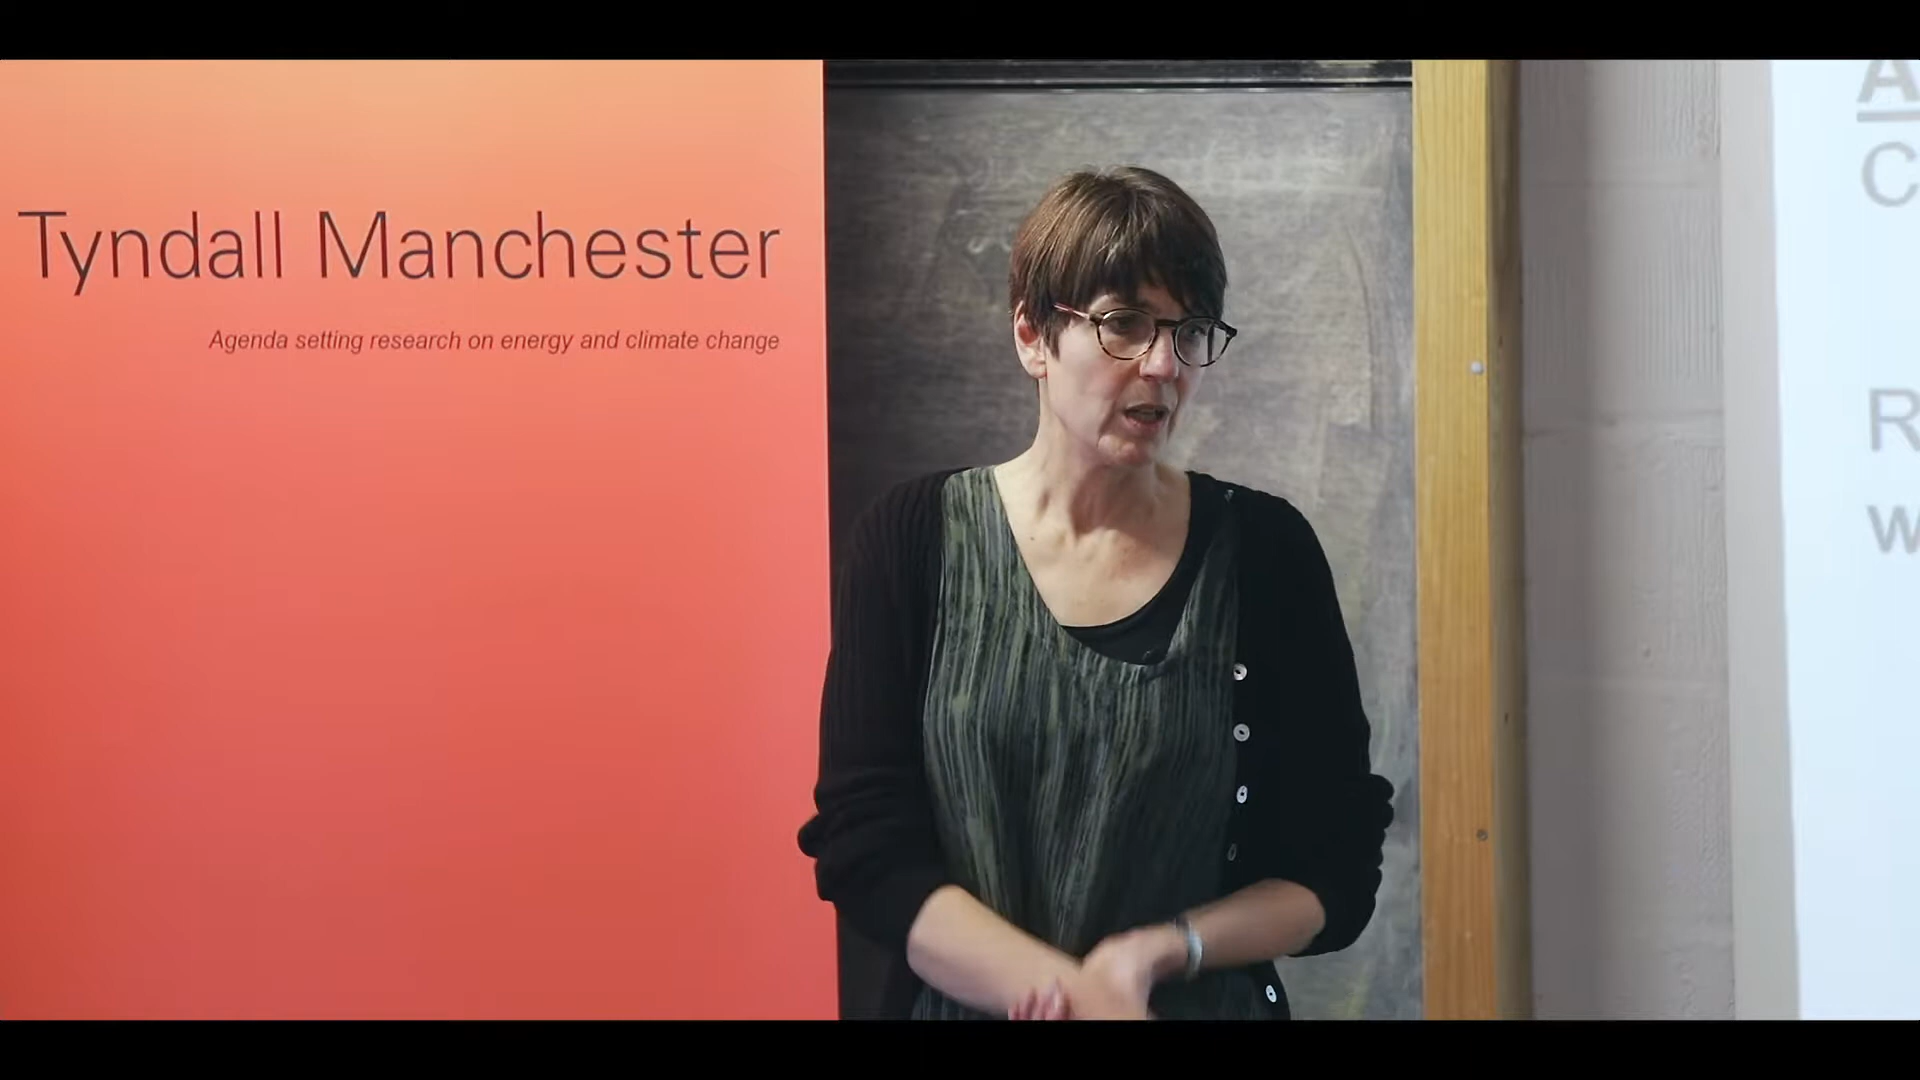 Tyndall Manchester
Agenda setting research on energy and climate change
A
C
R
w